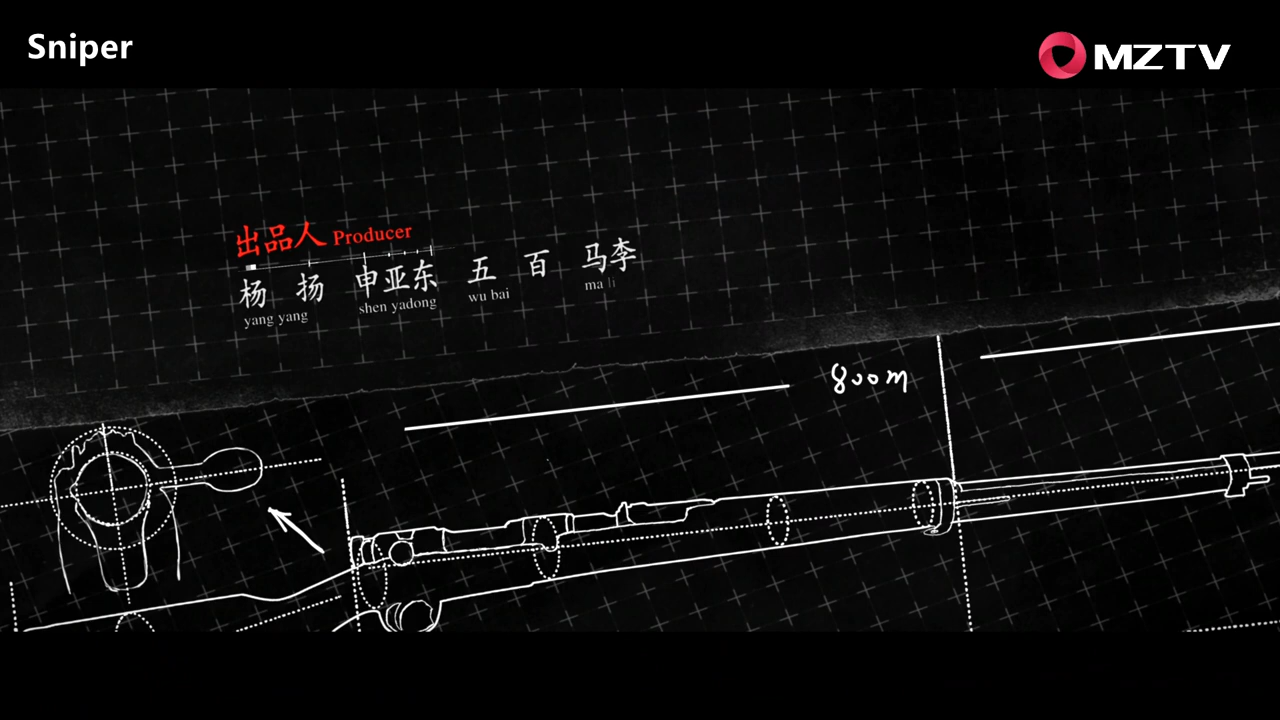 Sniper
MZTV
出品人 Producer
杨 扬 申亚东 五 百 马李
yang yang shen yadong wu bai ma li
800m